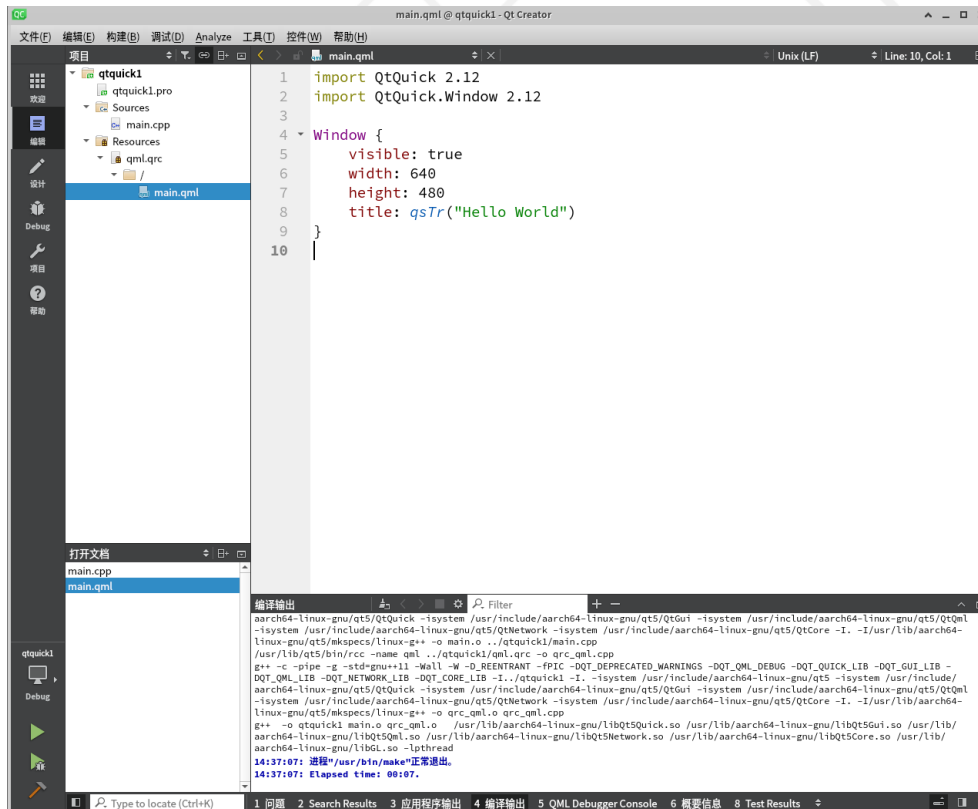 main.qml @ qtquick1 - Qt Creator
文件(F) 编辑(E) 构建(B) 调试(D) Analyze 工具(T) 控件(W) 帮助(H)
项目
main.qml
Unix (LF)
Line: 10, Col: 1
欢迎
编辑
设计
Debug
项目
帮助
qtquick1
qtquick1.pro
Sources
main.cpp
Resources
qml.qrc
/
main.qml
1 import QtQuick 2.12
2 import QtQuick.Window 2.12
3
4 Window {
5 visible: true
6 width: 640
7 height: 480
8 title: qsTr("Hello World")
9 }
10
打开文档
main.cpp
main.qml
编译输出
Filter
aarch64-linux-gnu/qt5/QtQuick -isystem /usr/include/aarch64-linux-gnu/qt5/QtGui -isystem /usr/include/aarch64-linux-gnu/qt5/QtQml
-isystem /usr/include/aarch64-linux-gnu/qt5/QtNetwork -isystem /usr/include/aarch64-linux-gnu/qt5/QtCore -I. -I/usr/lib/aarch64-
linux-gnu/qt5/mkspecs/linux-g++ -o main.o ../qtquick1/main.cpp
/usr/lib/qt5/bin/rcc -name qml ../qtquick1/qml.qrc -o qrc_qml.cpp
g++ -c -pipe -g -std=gnu++11 -Wall -W -D_REENTRANT -fPIC -DQT_DEPRECATED_WARNINGS -DQT_QML_DEBUG -DQT_QUICK_LIB -DQT_GUI_LIB -
DQT_QML_LIB -DQT_NETWORK_LIB -DQT_CORE_LIB -I../qtquick1 -I. -isystem /usr/include/aarch64-linux-gnu/qt5 -isystem /usr/include/
aarch64-linux-gnu/qt5/QtQuick -isystem /usr/include/aarch64-linux-gnu/qt5/QtGui -isystem /usr/include/aarch64-linux-gnu/qt5/QtQml
-isystem /usr/include/aarch64-linux-gnu/qt5/QtNetwork -isystem /usr/include/aarch64-linux-gnu/qt5/QtCore -I. -I/usr/lib/aarch64-
linux-gnu/qt5/mkspecs/linux-g++ -o qrc_qml.o qrc_qml.cpp
g++ -o qtquick1 main.o qrc_qml.o /usr/lib/aarch64-linux-gnu/libQt5Quick.so /usr/lib/aarch64-linux-gnu/libQt5Gui.so /usr/lib/
aarch64-linux-gnu/libQt5Qml.so /usr/lib/aarch64-linux-gnu/libQt5Network.so /usr/lib/aarch64-linux-gnu/libQt5Core.so /usr/lib/
aarch64-linux-gnu/libGL.so -lpthread
14:37:07: 进程"/usr/bin/make"正常退出。
14:37:07: Elapsed time: 00:07.
qtquick1
Debug
Type to locate (Ctrl+K)
1 问题 2 Search Results 3 应用程序输出 4 编译输出 5 QML Debugger Console 6 概要信息 8 Test Results